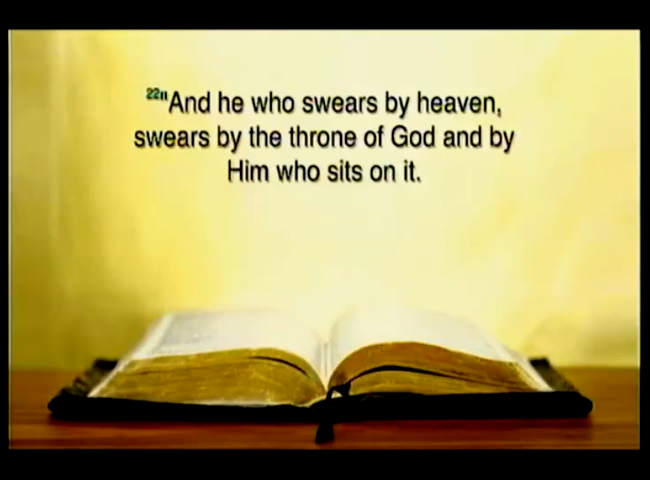 22"And he who swears by heaven,
swears by the throne of God and by
Him who sits on it.